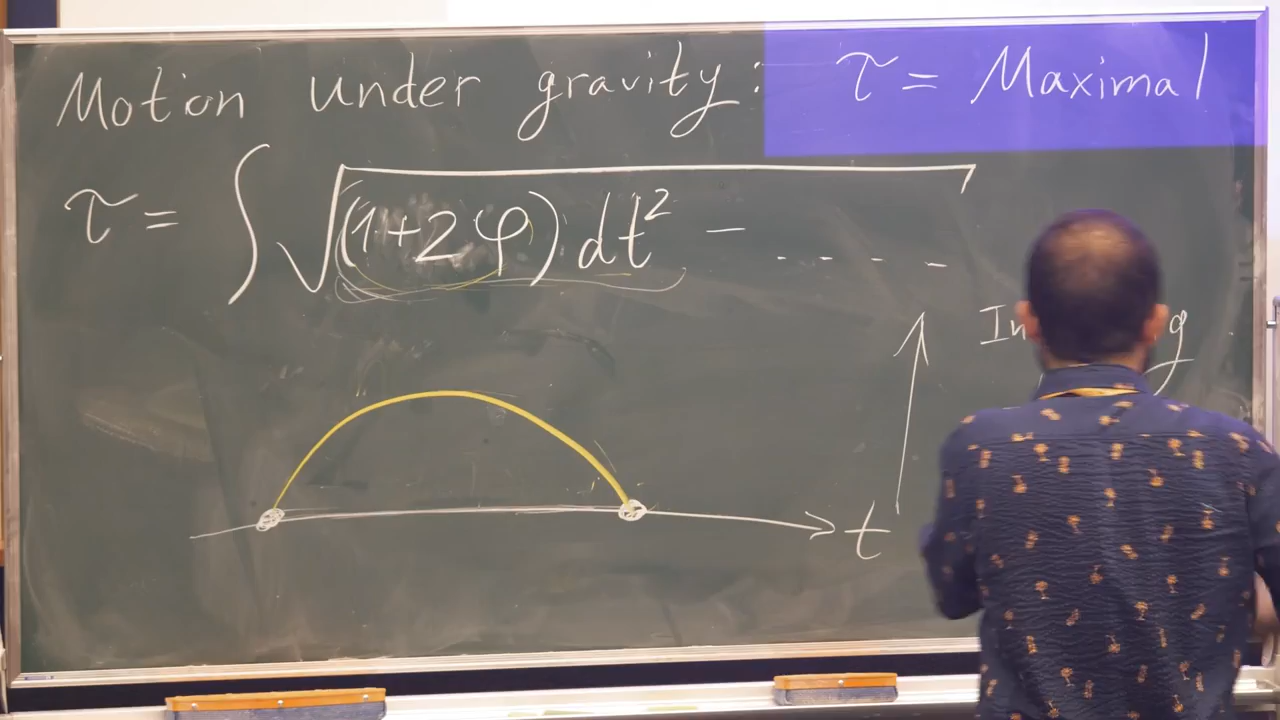 Motion under gravity: τ = Maximal
τ = ∫ √(1+2φ) dt² − .....
t